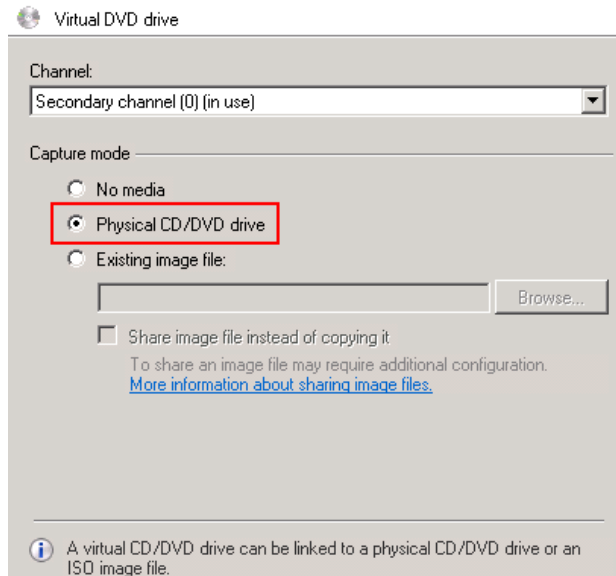 Virtual DVD drive
Channel:
Secondary channel (0) (in use)
Capture mode
No media
Physical CD/DVD drive
Existing image file:
Browse...
Share image file instead of copying it
To share an image file may require additional configuration.
More information about sharing image files.
A virtual CD/DVD drive can be linked to a physical CD/DVD drive or an
ISO image file.